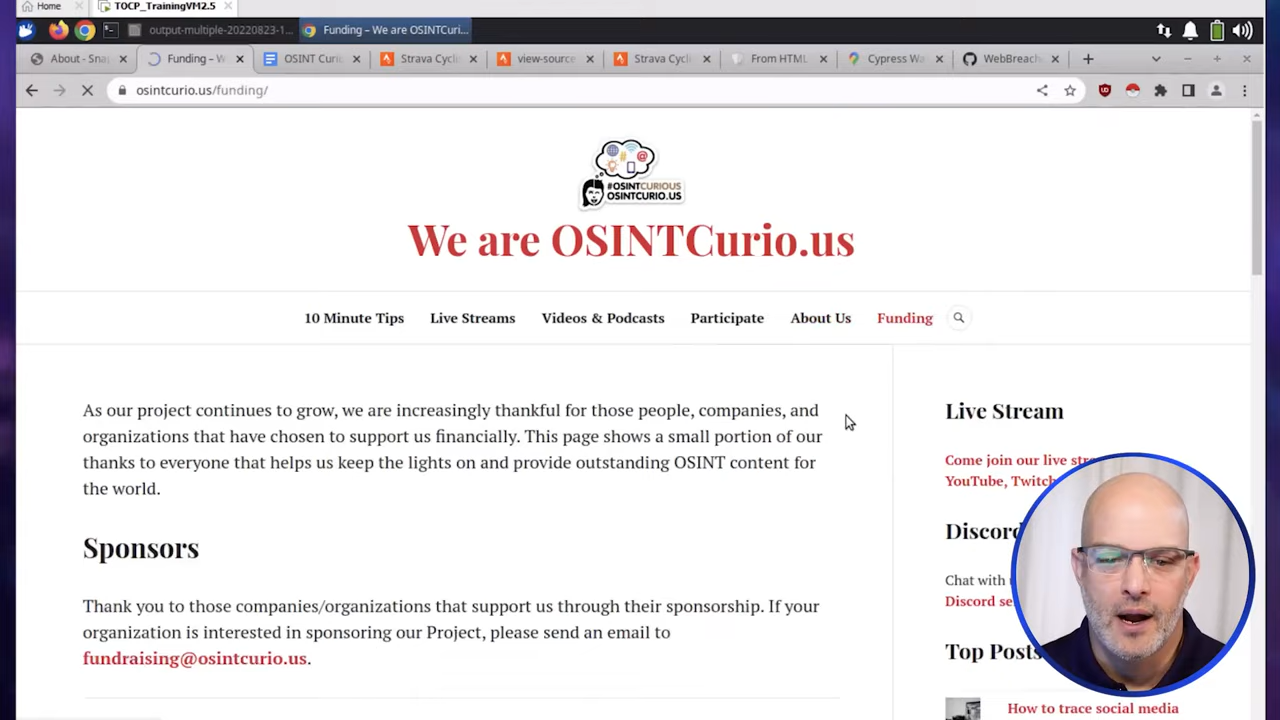 Home
TOCP_TrainingVM2.5
output-multiple-20220823-1...
Funding – We are OSINTCuri...
About - Sna
Funding – W
OSINT Curi
Strava Cycli
view-source
Strava Cycli
From HTML
Cypress Wa
WebBreach
osintcurio.us/funding/
#OSINTCURIOUS
OSINTCURIO.US
We are OSINTCurio.us
10 Minute Tips
Live Streams
Videos & Podcasts
Participate
About Us
Funding
As our project continues to grow, we are increasingly thankful for those people, companies, and
organizations that have chosen to support us financially. This page shows a small portion of our
thanks to everyone that helps us keep the lights on and provide outstanding OSINT content for
the world.
Sponsors
Thank you to those companies/organizations that support us through their sponsorship. If your
organization is interested in sponsoring our Project, please send an email to
fundraising@osintcurio.us.
Live Stream
Come join our live stre
YouTube, Twitch
Discord
Chat with
Discord se
Top Posts
How to trace social media